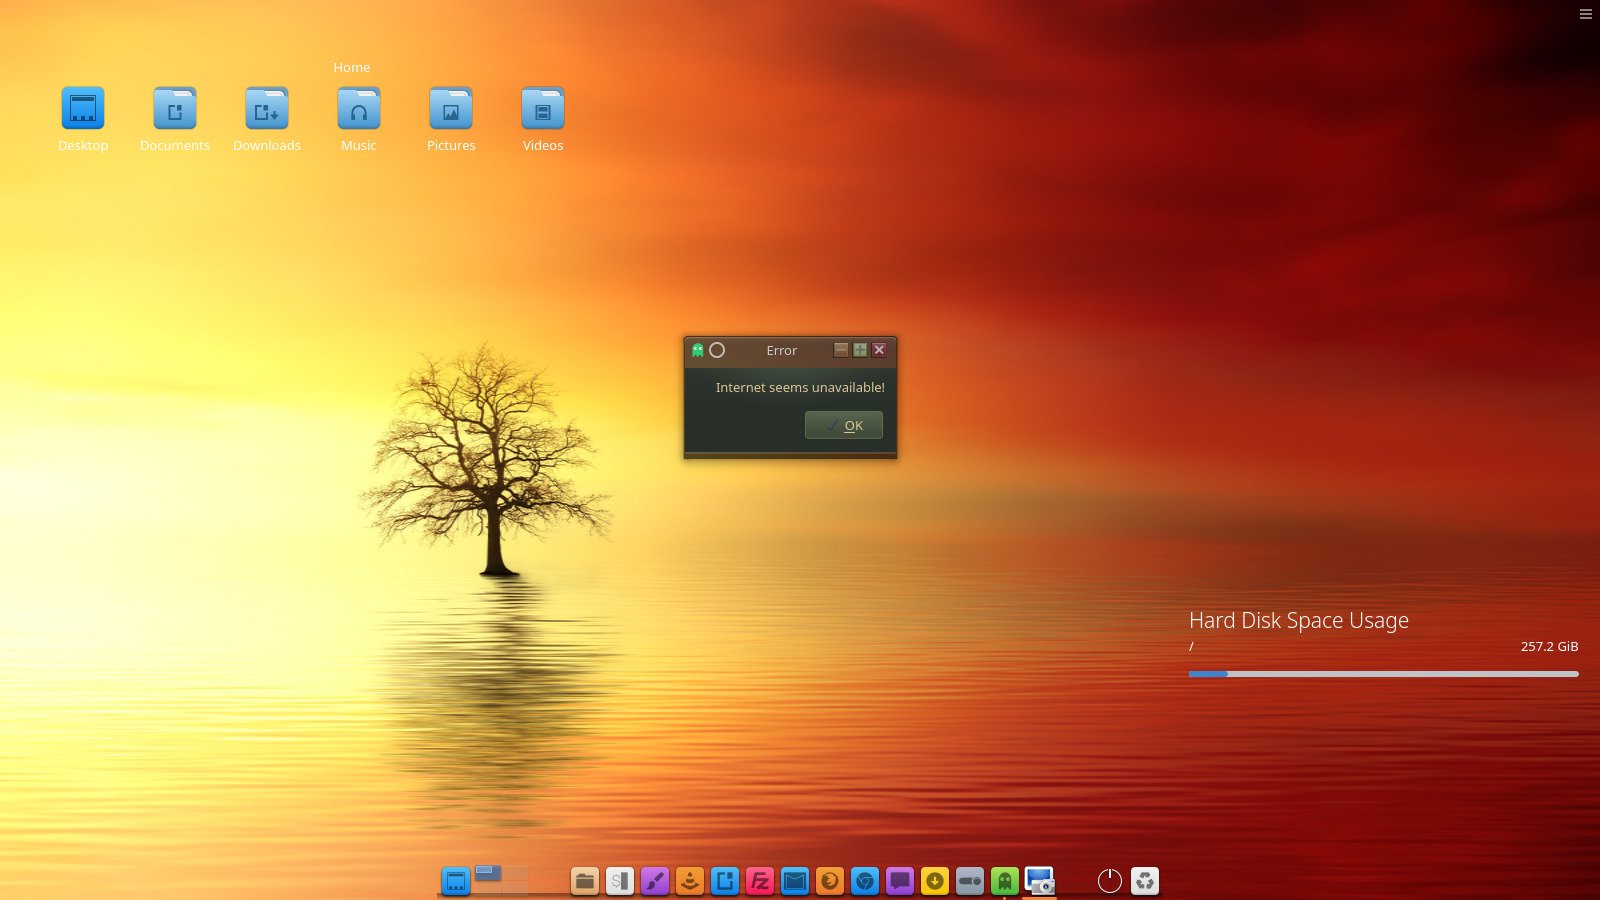 Home
Desktop
Documents
Downloads
Music
Pictures
Videos
Error
Internet seems unavailable!
OK
Hard Disk Space Usage
/ 257.2 GiB
S
Fz